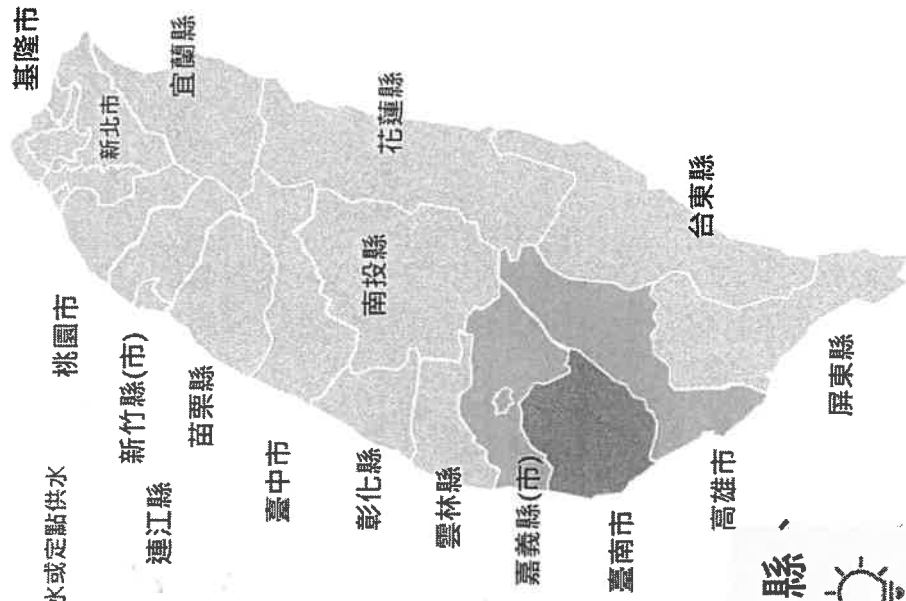 基隆市
新北市
宜蘭縣
桃園市
新竹縣(市)
苗栗縣
水或定點供水
連江縣
臺中市
花蓮縣
南投縣
彰化縣
雲林縣
嘉義縣(市)
台東縣
臺南市
高雄市
屏東縣
縣、